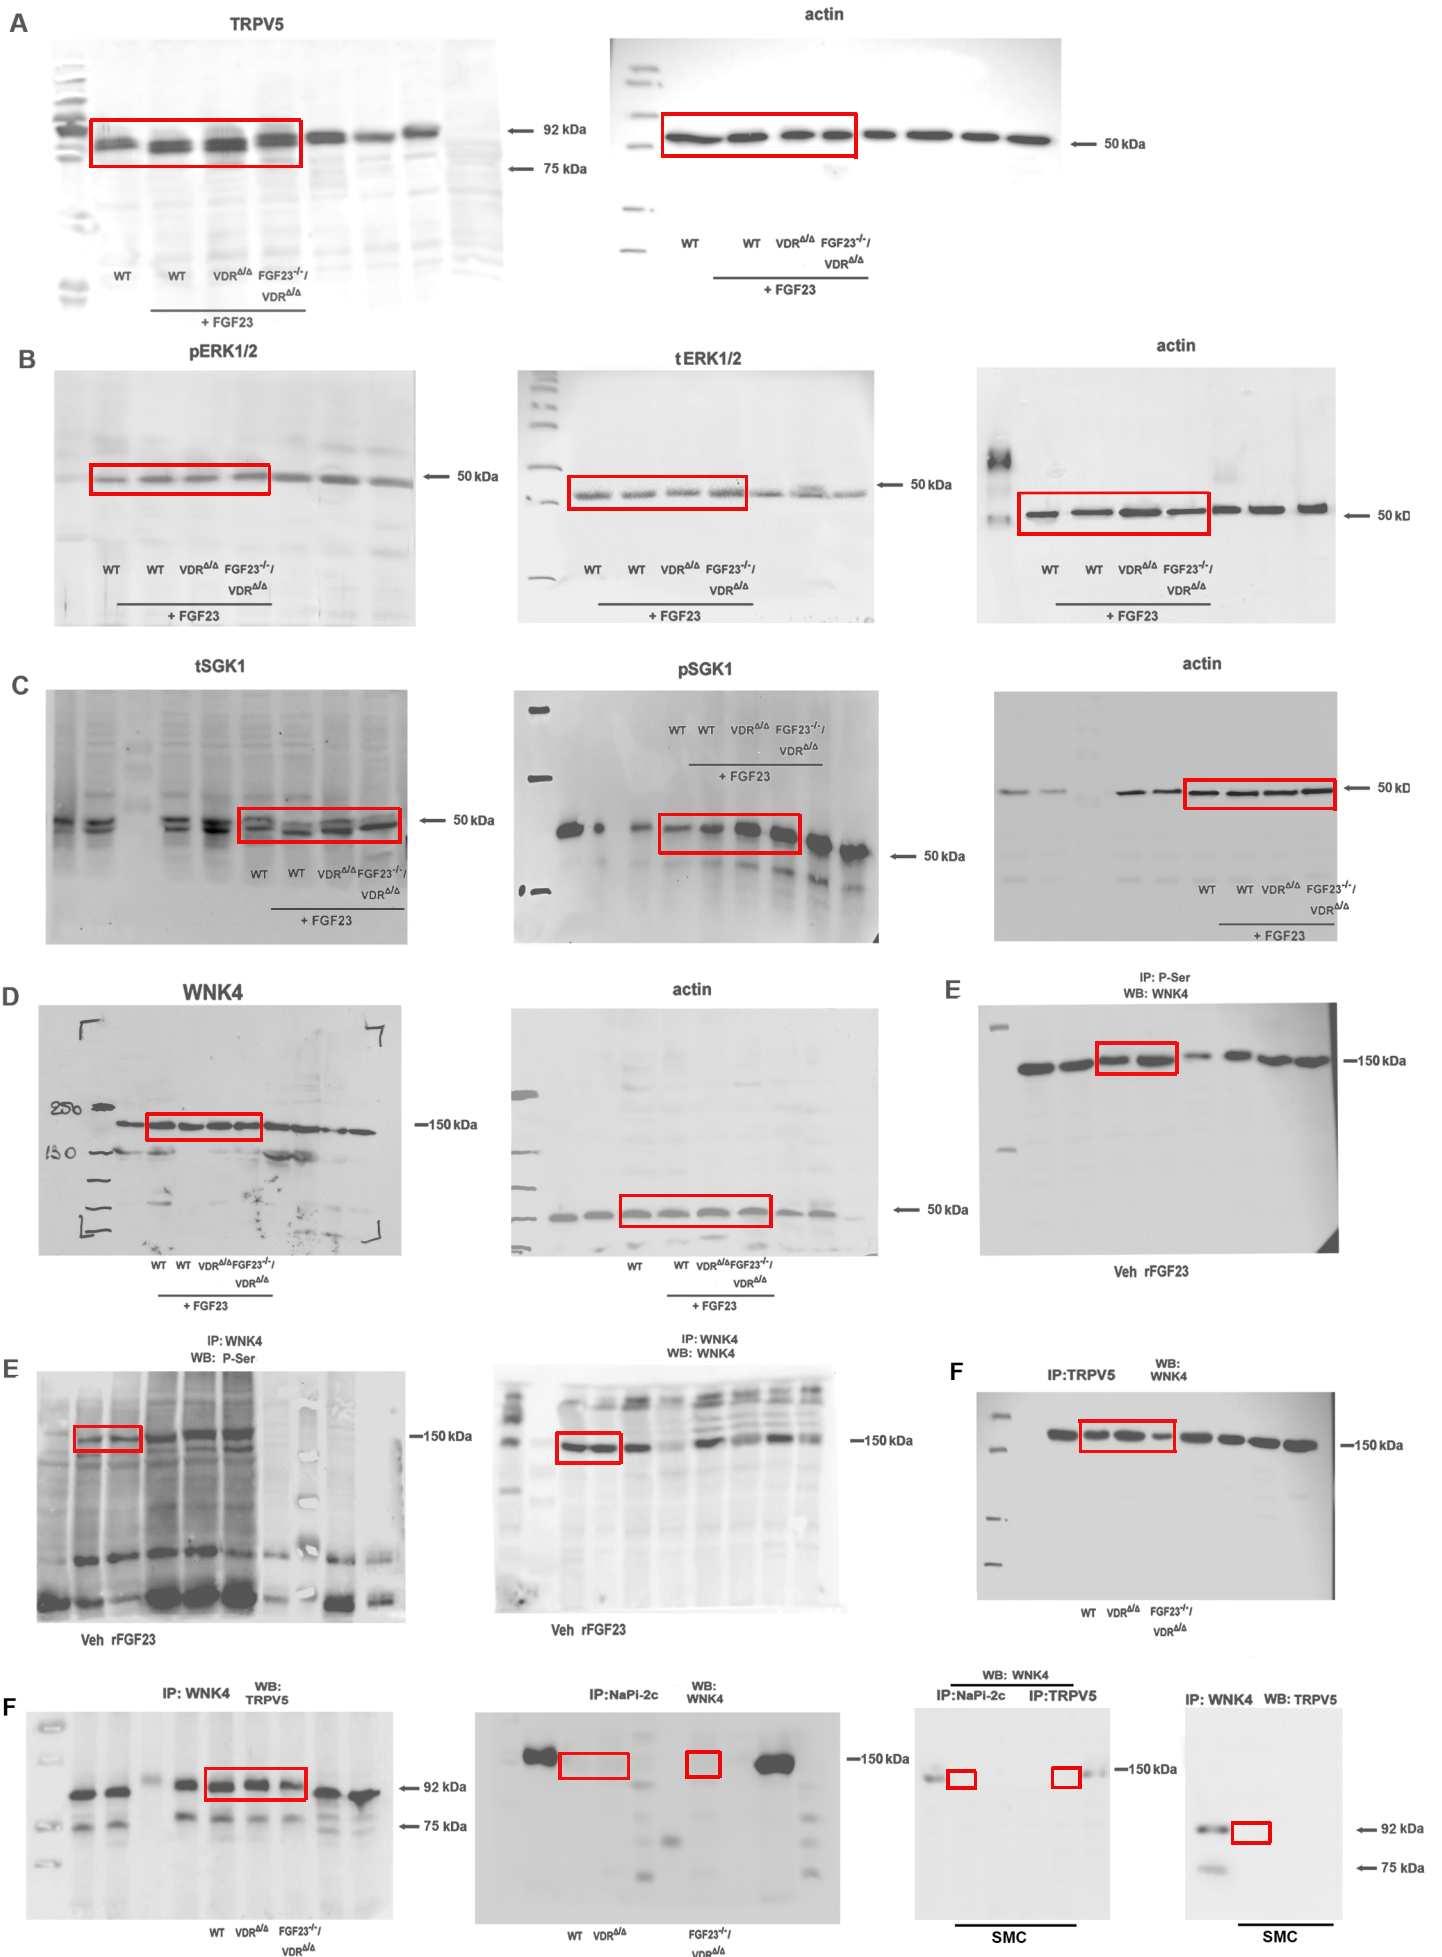 A
TRPV5
actin
92 kDa
75 kDa
50 kDa
WT WT VDRΔ/Δ FGF23-/-/
VDRΔ/Δ
+ FGF23
WT WT VDRΔ/Δ FGF23-/-/
VDRΔ/Δ
+ FGF23
B
pERK1/2
tERK1/2
actin
50 kDa
50 kDa
50 kD
WT WT VDRΔ/Δ FGF23-/-/
VDRΔ/Δ
+ FGF23
WT WT VDRΔ/Δ FGF23-/-/
VDRΔ/Δ
+ FGF23
WT WT VDRΔ/Δ FGF23-/-/
VDRΔ/Δ
+ FGF23
C
tSGK1
pSGK1
actin
50 kDa
WT WT VDRΔ/Δ FGF23-/-/
VDRΔ/Δ
+ FGF23
WT WT VDRΔ/Δ FGF23-/-/
VDRΔ/Δ
+ FGF23
50 kDa
50 kD
WT WT VDRΔ/Δ FGF23-/-/
VDRΔ/Δ
+ FGF23
D
WNK4
actin
250
130
150 kDa
50 kDa
WT WT VDRΔ/Δ FGF23-/-/
VDRΔ/Δ
+ FGF23
WT WT VDRΔ/Δ FGF23-/-/
VDRΔ/Δ
+ FGF23
E
IP: P-Ser
WB: WNK4
150 kDa
Veh rFGF23
E
IP: WNK4
WB: P-Ser
150 kDa
Veh rFGF23
IP: WNK4
WB: WNK4
150 kDa
Veh rFGF23
F
IP:TRPV5
WB:
WNK4
150 kDa
WT VDRΔ/Δ FGF23-/-/
VDRΔ/Δ
F
IP: WNK4
WB:
TRPV5
92 kDa
75 kDa
WT VDRΔ/Δ FGF23-/-/
VDRΔ/Δ
IP:NaPi-2c
WB:
WNK4
150 kDa
WT VDRΔ/Δ FGF23-/-/
VDRΔ/Δ
WB: WNK4
IP:NaPi-2c IP:TRPV5
150 kDa
SMC
IP: WNK4 WB: TRPV5
92 kDa
75 kDa
SMC